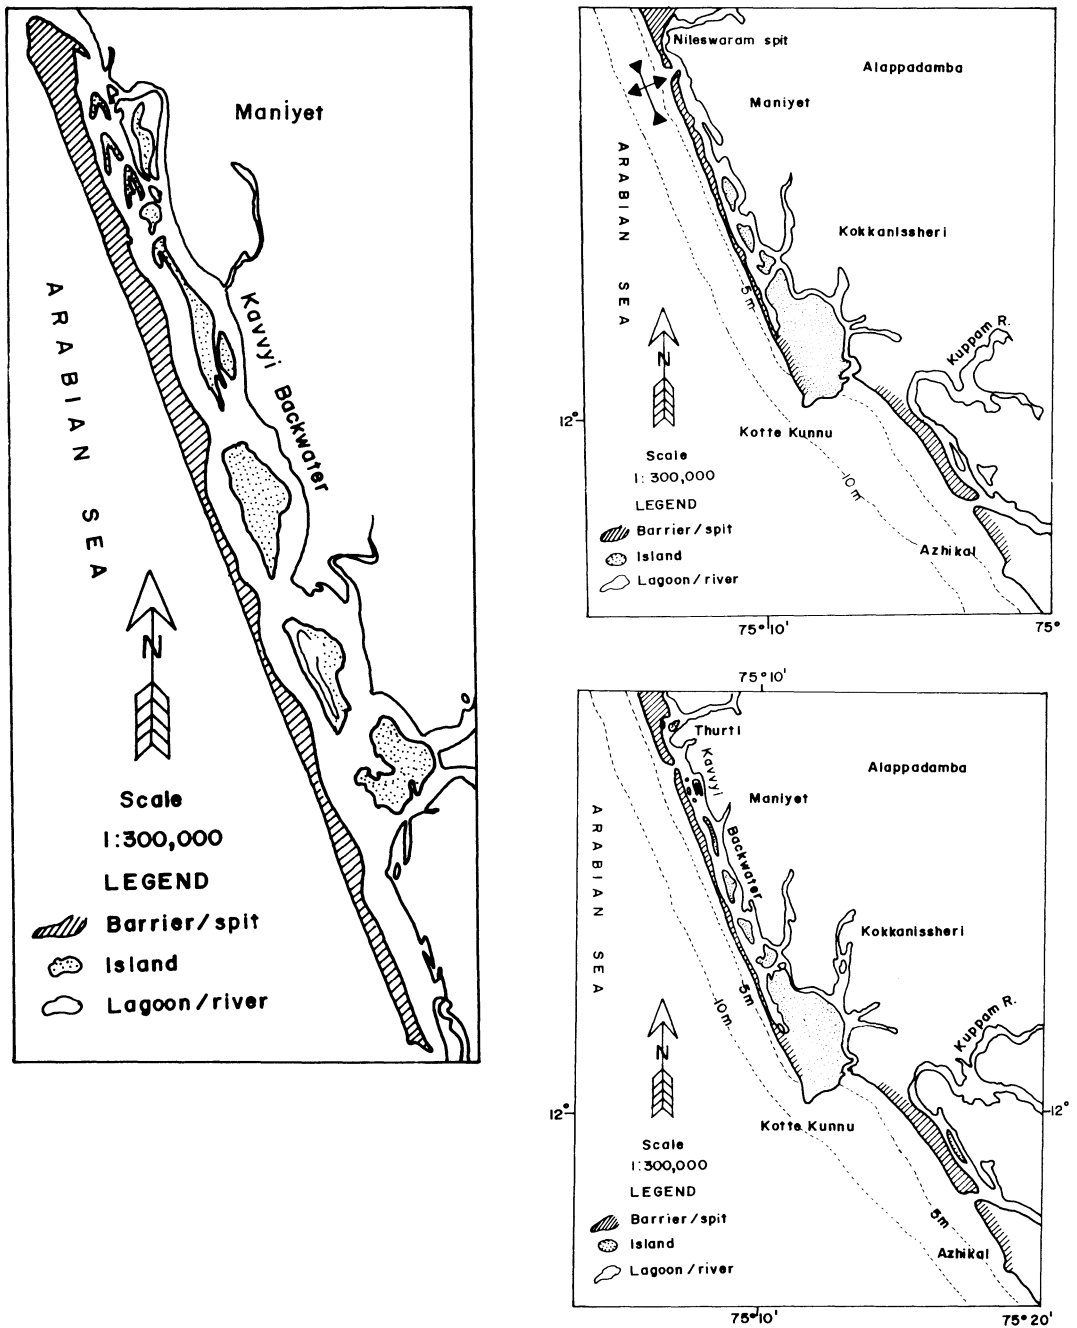 Maniyet
Kavvyi Backwater
ARABIAN SEA
N
Scale
1:300,000
LEGEND
Barrier/spit
Island
Lagoon/river
Nileswaram spit
Alappadamba
Maniyet
ARABIAN SEA
Kokkanissheri
5 m
Kuppam R.
N
12°
Kotte Kunnu
Scale
1: 300,000
10 m
LEGEND
Barrier/spit
Island
Azhikal
Lagoon/river
75°10'
75°
75°10'
Thurti
Kavvyi
Backwater
Alappadamba
Maniyet
ARABIAN SEA
Kokkanissheri
5m
10m
Kuppam R.
N
12°
12°
Kotte Kunnu
Scale
1:300,000
LEGEND
Barrier/spit
5m
Island
Azhikal
Lagoon/river
75°10'
75°20'